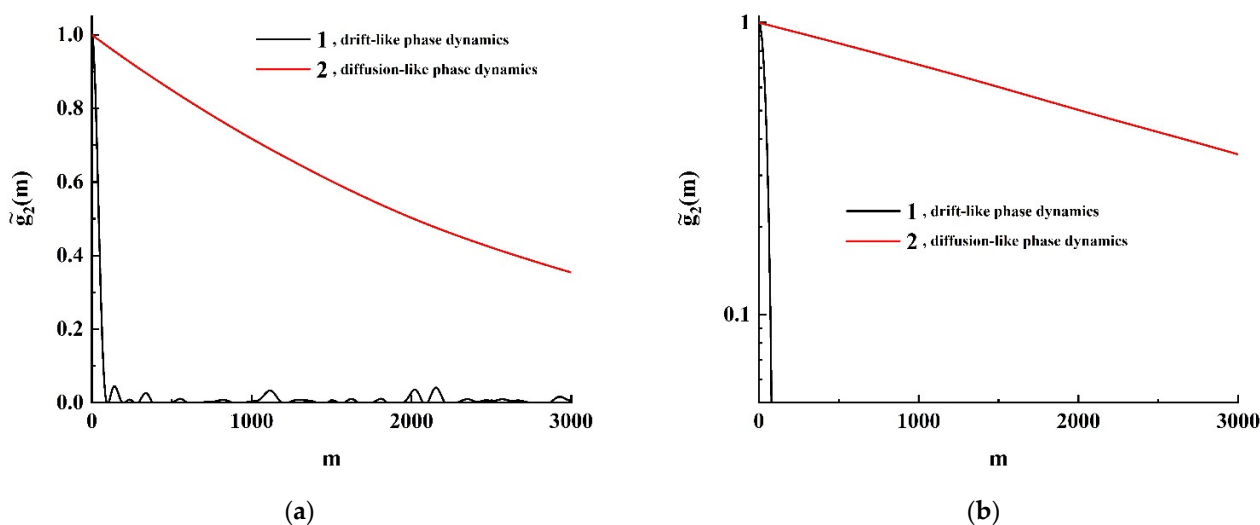 1 , drift-like phase dynamics
2 , diffusion-like phase dynamics
1.0
0.8
0.6
0.4
0.2
0.0
g̃₂(m)
0 1000 2000 3000
m
(a)
1
0.1
g̃₂(m)
1 , drift-like phase dynamics
2 , diffusion-like phase dynamics
0 1000 2000 3000
m
(b)